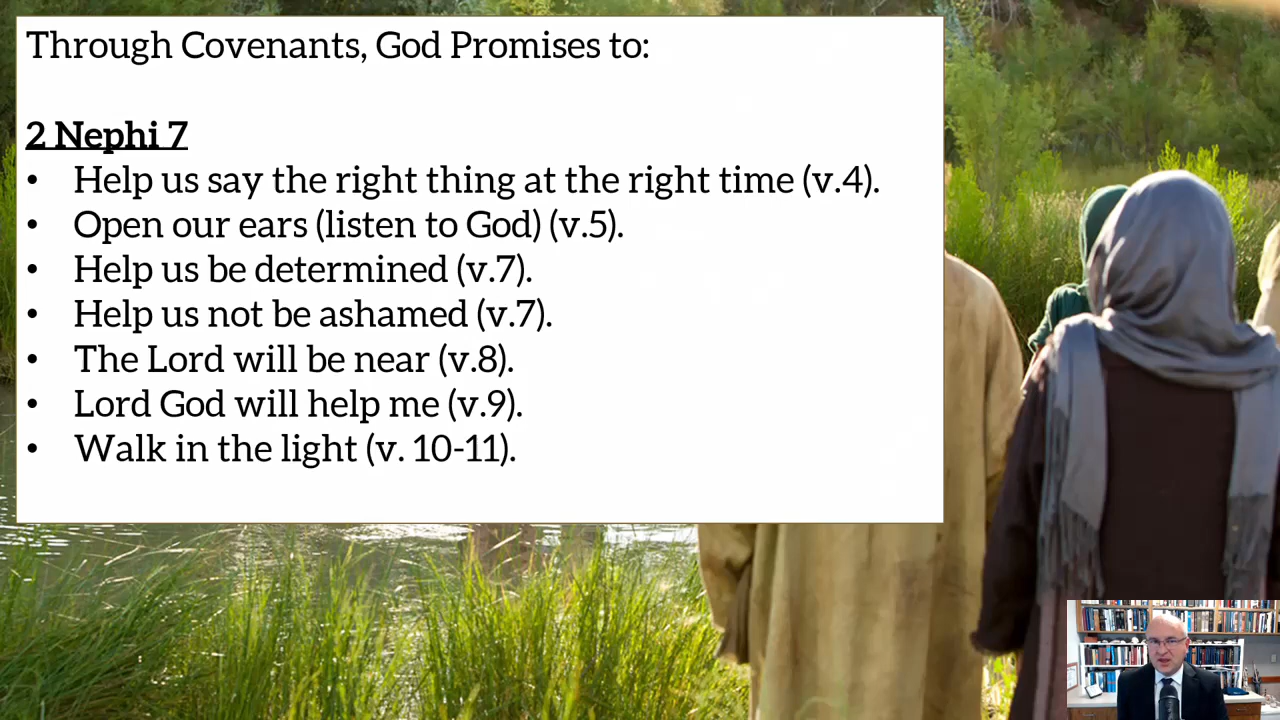 Through Covenants, God Promises to:
2 Nephi 7
• Help us say the right thing at the right time (v.4).
• Open our ears (listen to God) (v.5).
• Help us be determined (v.7).
• Help us not be ashamed (v.7).
• The Lord will be near (v.8).
• Lord God will help me (v.9).
• Walk in the light (v. 10-11).